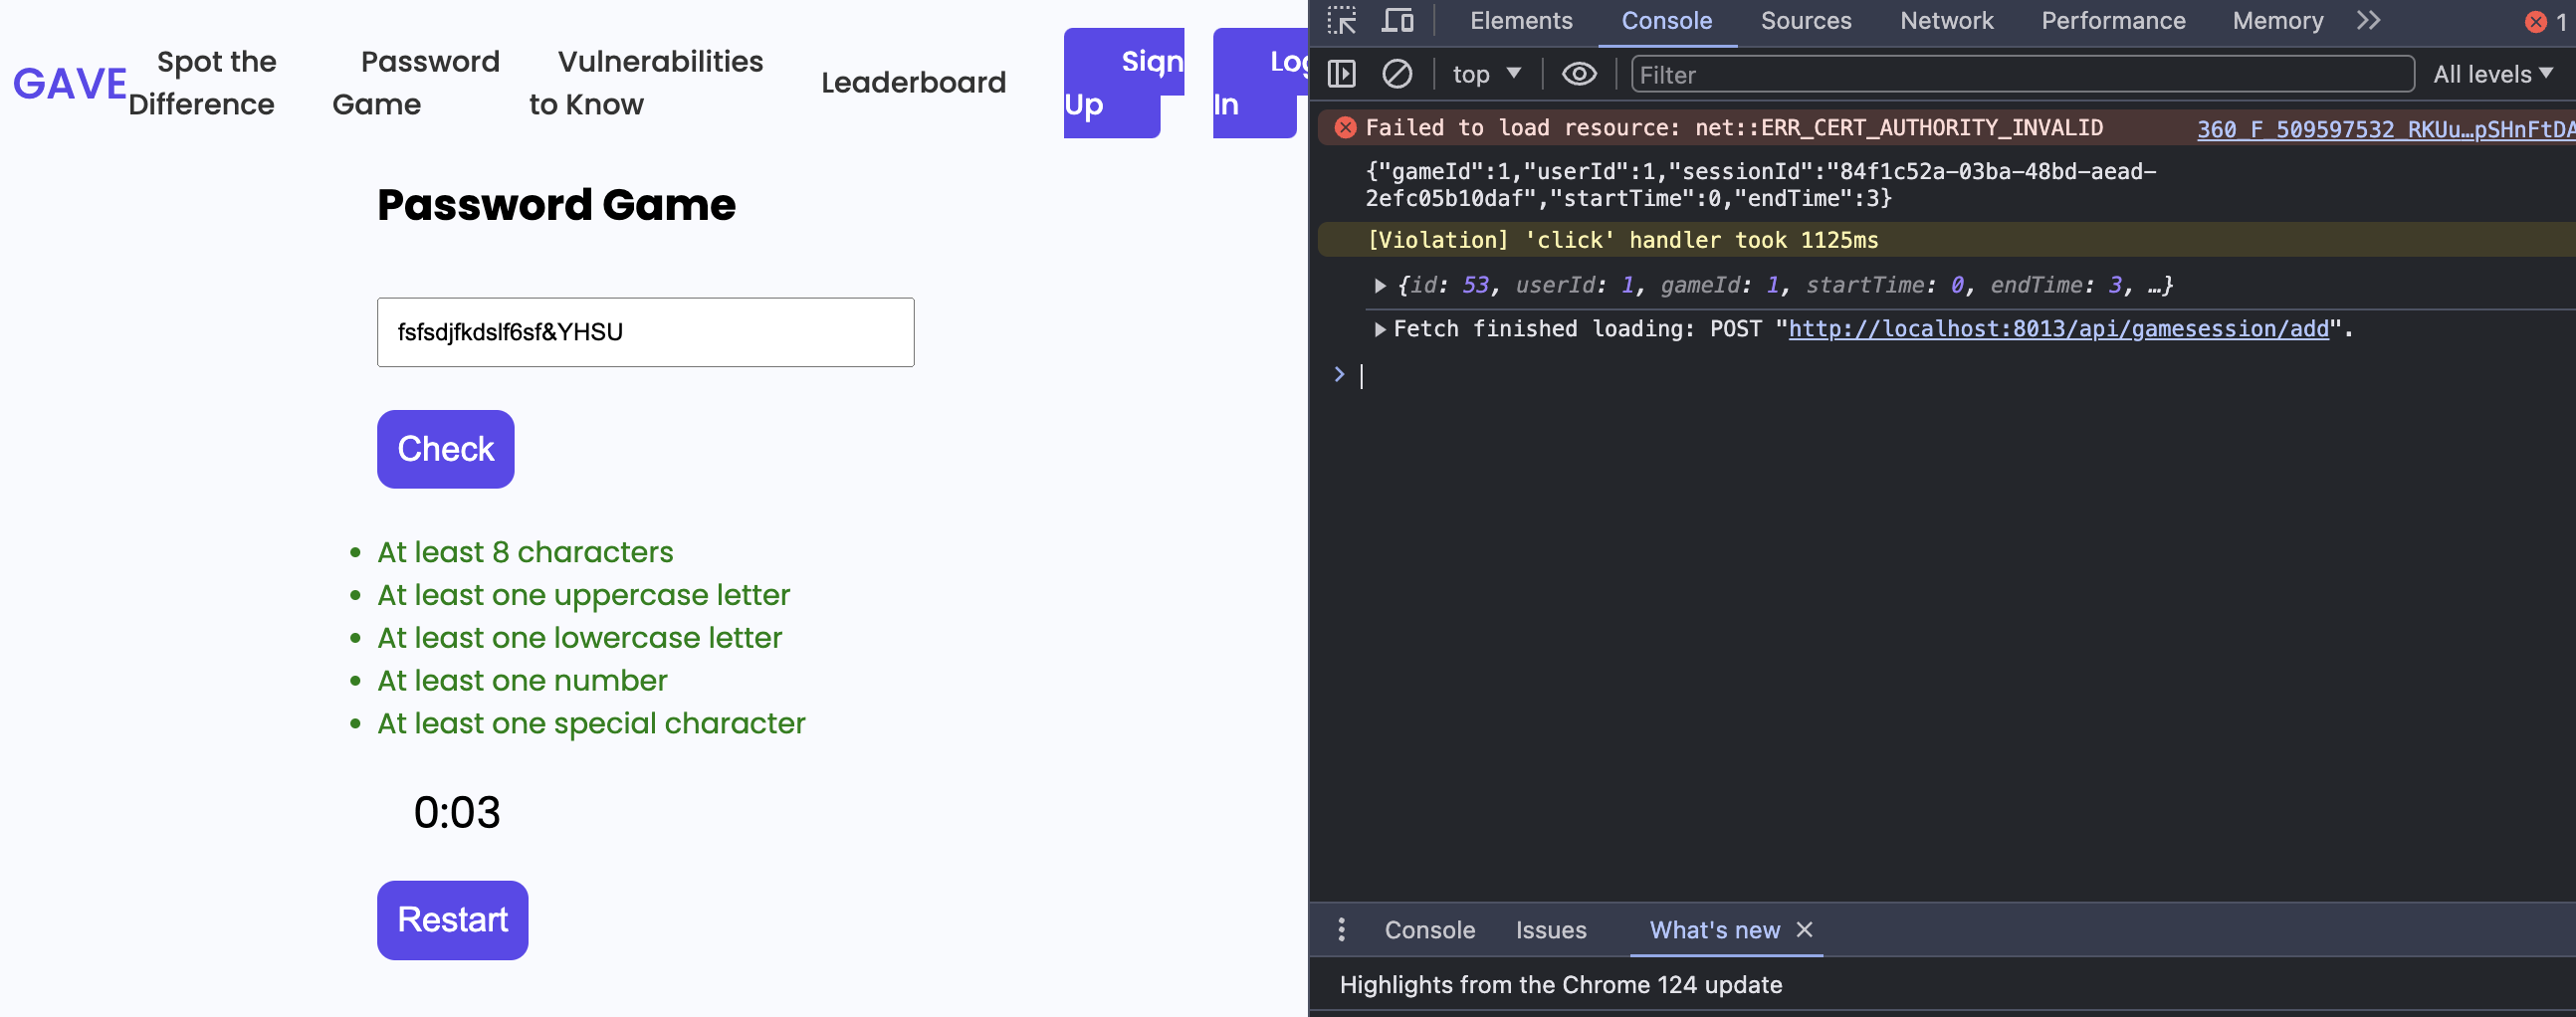 GAVE
Spot the
Difference
Password
Game
Vulnerabilities
to Know
Leaderboard
Sign
Up
Log
In
Password Game
fsfsdjfkdslf6sf&YHSU
Check
At least 8 characters
At least one uppercase letter
At least one lowercase letter
At least one number
At least one special character
0:03
Restart
Elements Console Sources Network Performance Memory 1
top Filter All levels
Failed to load resource: net::ERR_CERT_AUTHORITY_INVALID 360_F_509597532_RKUu…pSHnFtDA
{"gameId":1,"userId":1,"sessionId":"84f1c52a-03ba-48bd-aead-
2efc05b10daf","startTime":0,"endTime":3}
[Violation] 'click' handler took 1125ms
{id: 53, userId: 1, gameId: 1, startTime: 0, endTime: 3, …}
Fetch finished loading: POST "http://localhost:8013/api/gamesession/add".
Console Issues What's new
Highlights from the Chrome 124 update